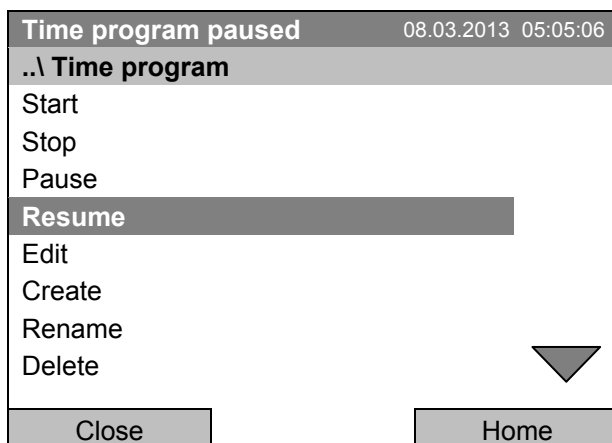 Time program paused 08.03.2013 05:05:06
..\ Time program
Start
Stop
Pause
Resume
Edit
Create
Rename
Delete
Close Home